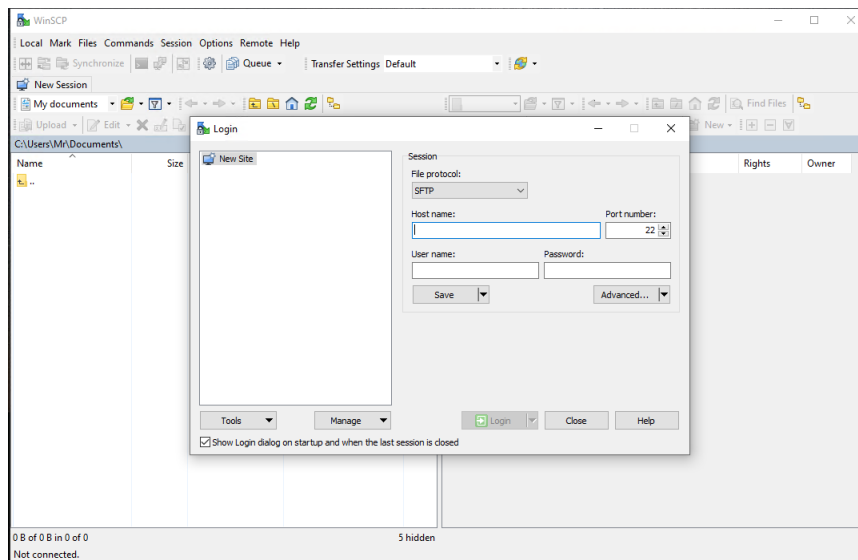 WinSCP
Local Mark Files Commands Session Options Remote Help
Synchronize Queue Transfer Settings Default
New Session
My documents Find Files
Upload Edit New
Login
C:\Users\Mr\Documents\
Name Size Rights Owner
..
New Site
Session
File protocol:
SFTP
Host name: Port number:
22
User name: Password:
Save Advanced...
Tools Manage Login Close Help
Show Login dialog on startup and when the last session is closed
0 B of 0 B in 0 of 0 5 hidden
Not connected.